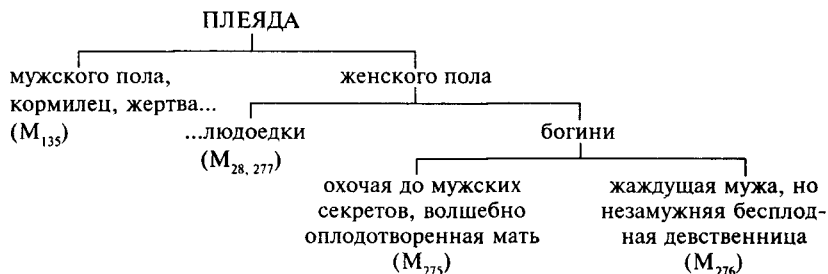 ПЛЕЯДА
мужского пола,
кормилец, жертва...
(M135)
женского пола
...людоедки
(M28, 277)
богини
охочая до мужских
секретов, волшебно
оплодотворенная мать
(M275)
жаждущая мужа, но
незамужняя бесплод-
ная девственница
(M276)